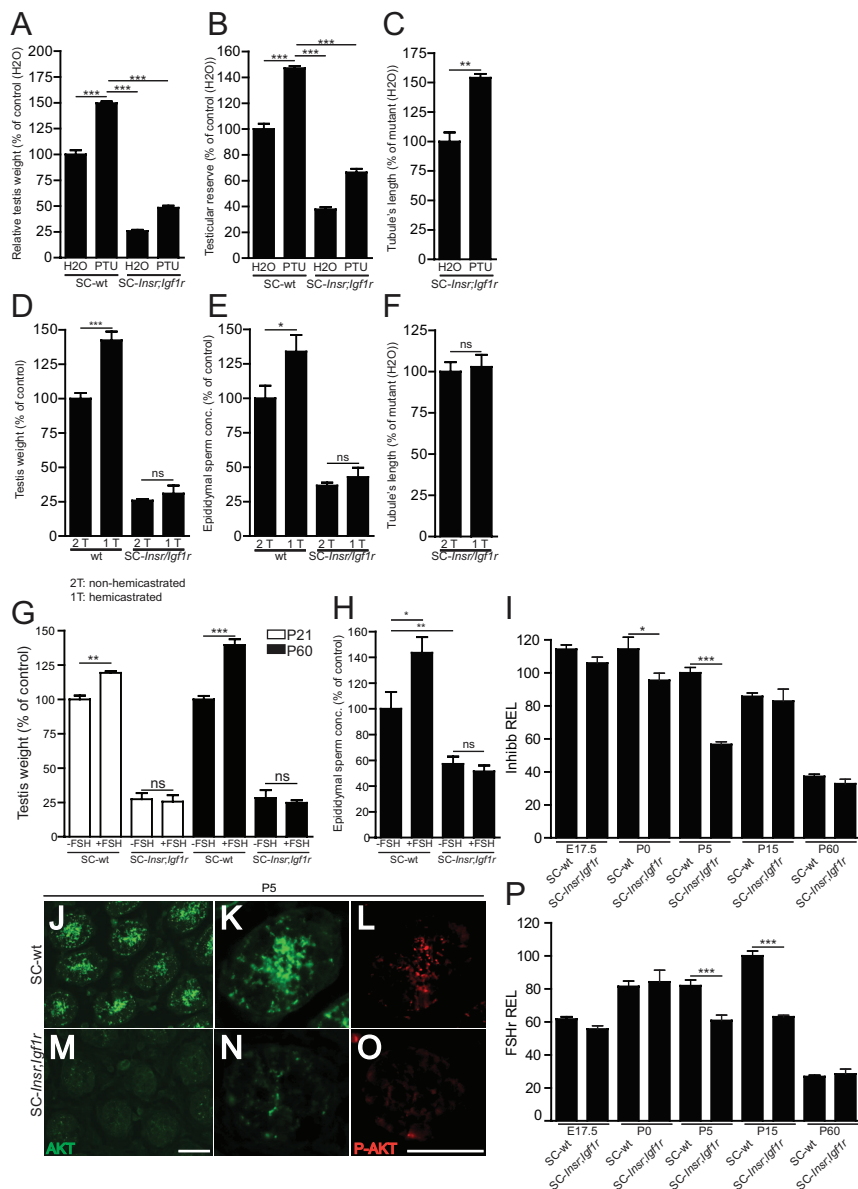 A
Relative testis weight (% of control (H2O)
200
175
150
125
100
75
50
25
0
***
***
***
H2O PTU H2O PTU
SC-wt SC-Insr;Igf1r
B
Testicular reserve (% of control (H2O))
160
140
120
100
80
60
40
20
0
***
***
***
H2O PTU H2O PTU
SC-wt SC-Insr;Igf1r
C
Tubule's length (% of mutant (H2O))
175
150
125
100
75
50
25
0
**
H2O PTU
SC-Insr;Igf1r
D
Testis weight (% of control)
150
125
100
75
50
25
0
***
ns
2 T 1 T 2 T 1 T
wt SC-Insr/Igf1r
2T: non-hemicastrated
1T: hemicastrated
E
Epididymal sperm conc. (% of control)
150
125
100
75
50
25
0
*
ns
2 T 1 T 2 T 1 T
wt SC-Insr/Igf1r
F
Tubule's length (% of mutant (H2O))
125
100
75
50
25
0
ns
2 T 1 T
SC-Insr/Igf1r
G
Testis weight (% of control)
150
125
100
75
50
25
0
P21
P60
**
ns
***
ns
-FSH +FSH -FSH +FSH -FSH +FSH -FSH +FSH
SC-wt SC-Insr;Igf1r SC-wt SC-Insr;Igf1r
H
Epididymal sperm conc. (% of control)
180
160
140
120
100
80
60
40
20
0
*
**
ns
-FSH +FSH -FSH +FSH
SC-wt SC-Insr;Igf1r
I
Inhibb REL
120
100
80
60
40
20
0
*
***
E17.5 P0 P5 P15 P60
SC-wt SC-Insr;Igf1r SC-wt SC-Insr;Igf1r SC-wt SC-Insr;Igf1r SC-wt SC-Insr;Igf1r SC-wt SC-Insr;Igf1r
P5
SC-wt
J
K
L
SC-Insr;Igf1r
M
N
O
AKT
P-AKT
P
FSHr REL
120
100
80
60
40
20
0
***
***
E17.5 P0 P5 P15 P60
SC-wt SC-Insr;Igf1r SC-wt SC-Insr;Igf1r SC-wt SC-Insr;Igf1r SC-wt SC-Insr;Igf1r SC-wt SC-Insr;Igf1r